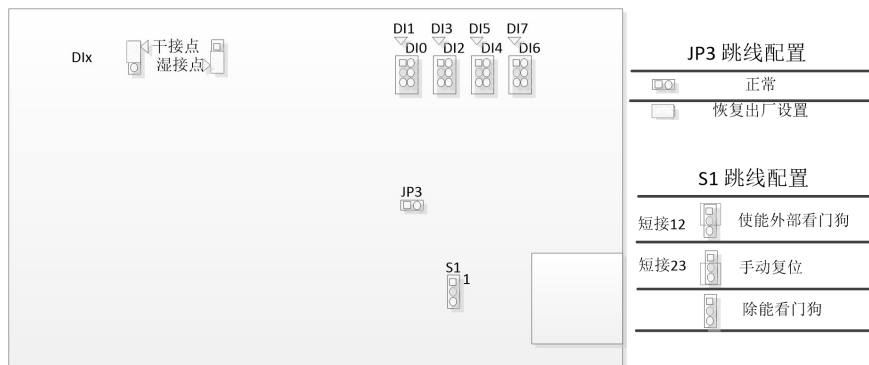 DIx
干接点
湿接点
DI1 DI3 DI5 DI7
DI0 DI2 DI4 DI6
JP3
S1
1
JP3 跳线配置
正常
恢复出厂设置
S1 跳线配置
短接12 使能外部看门狗
短接23 手动复位
除能看门狗